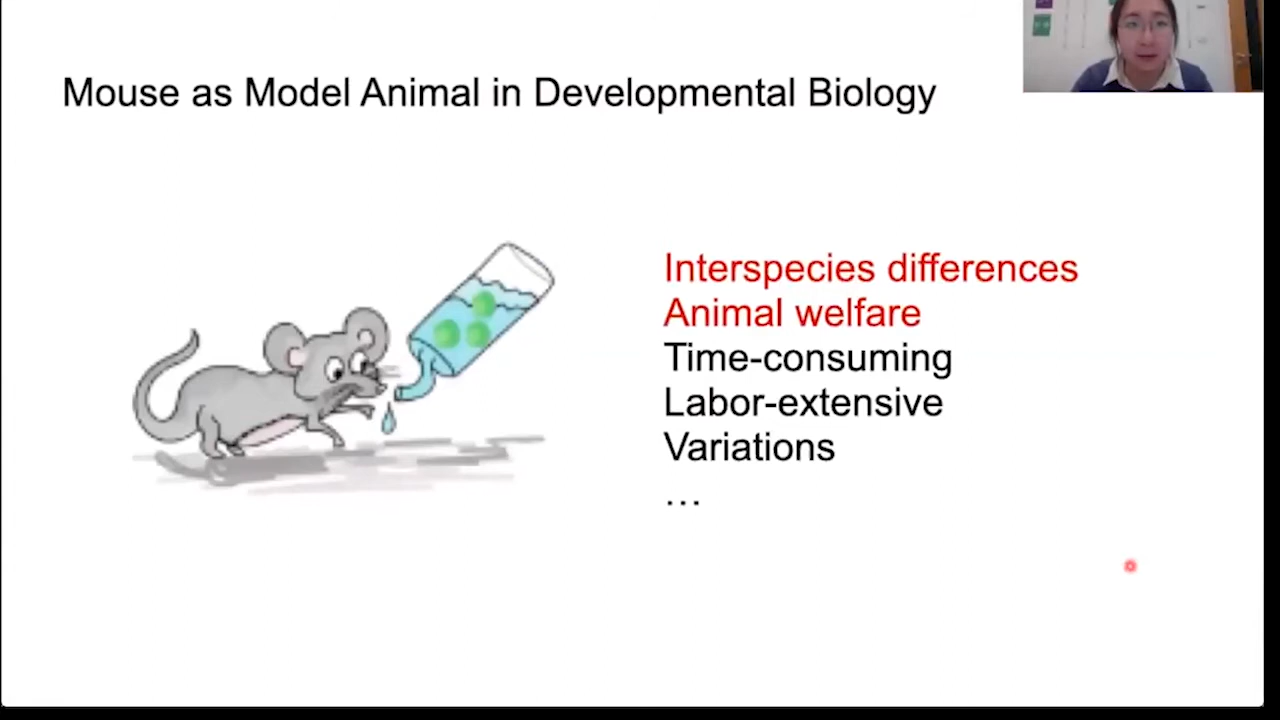 Mouse as Model Animal in Developmental Biology
Interspecies differences
Animal welfare
Time-consuming
Labor-extensive
Variations
…